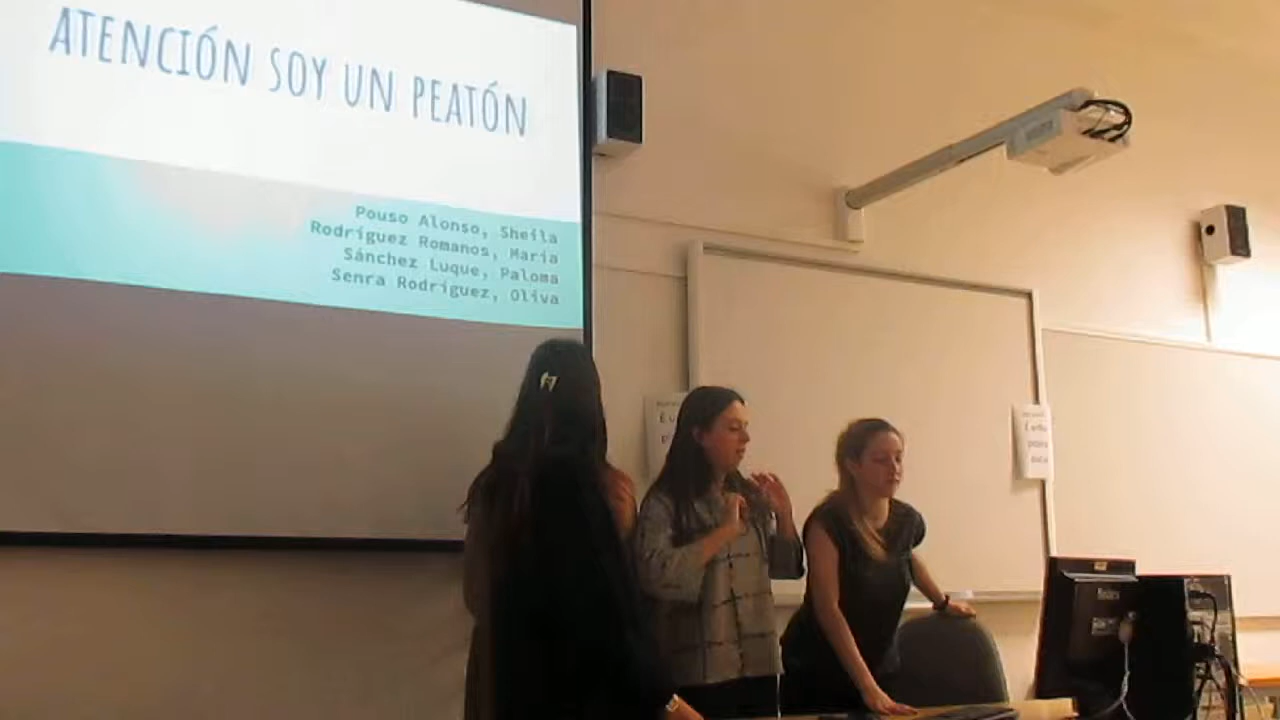 ATENCIÓN SOY UN PEATÓN
Pouso Alonso, Sheila
Rodríguez Romanos, María
Sánchez Luque, Paloma
Senra Rodríguez, Oliva